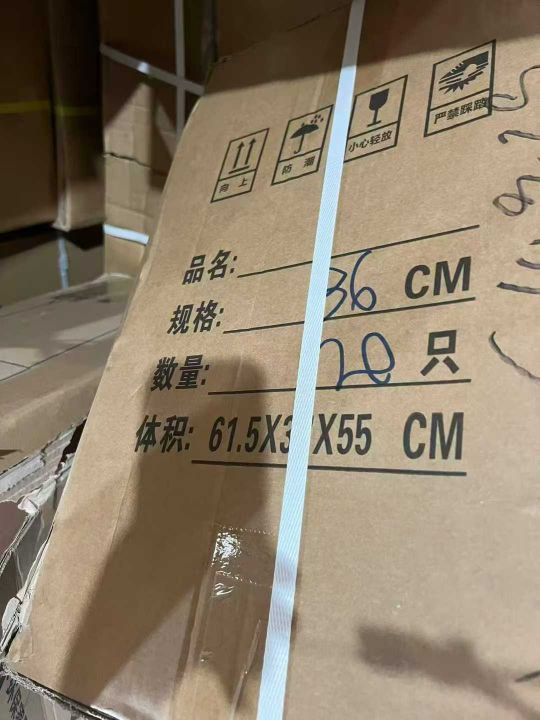 向上
防潮
小心轻放
严禁踩踏
品名:
规格: 36 CM
数量: 20 只
体积: 61.5X3 X55 CM